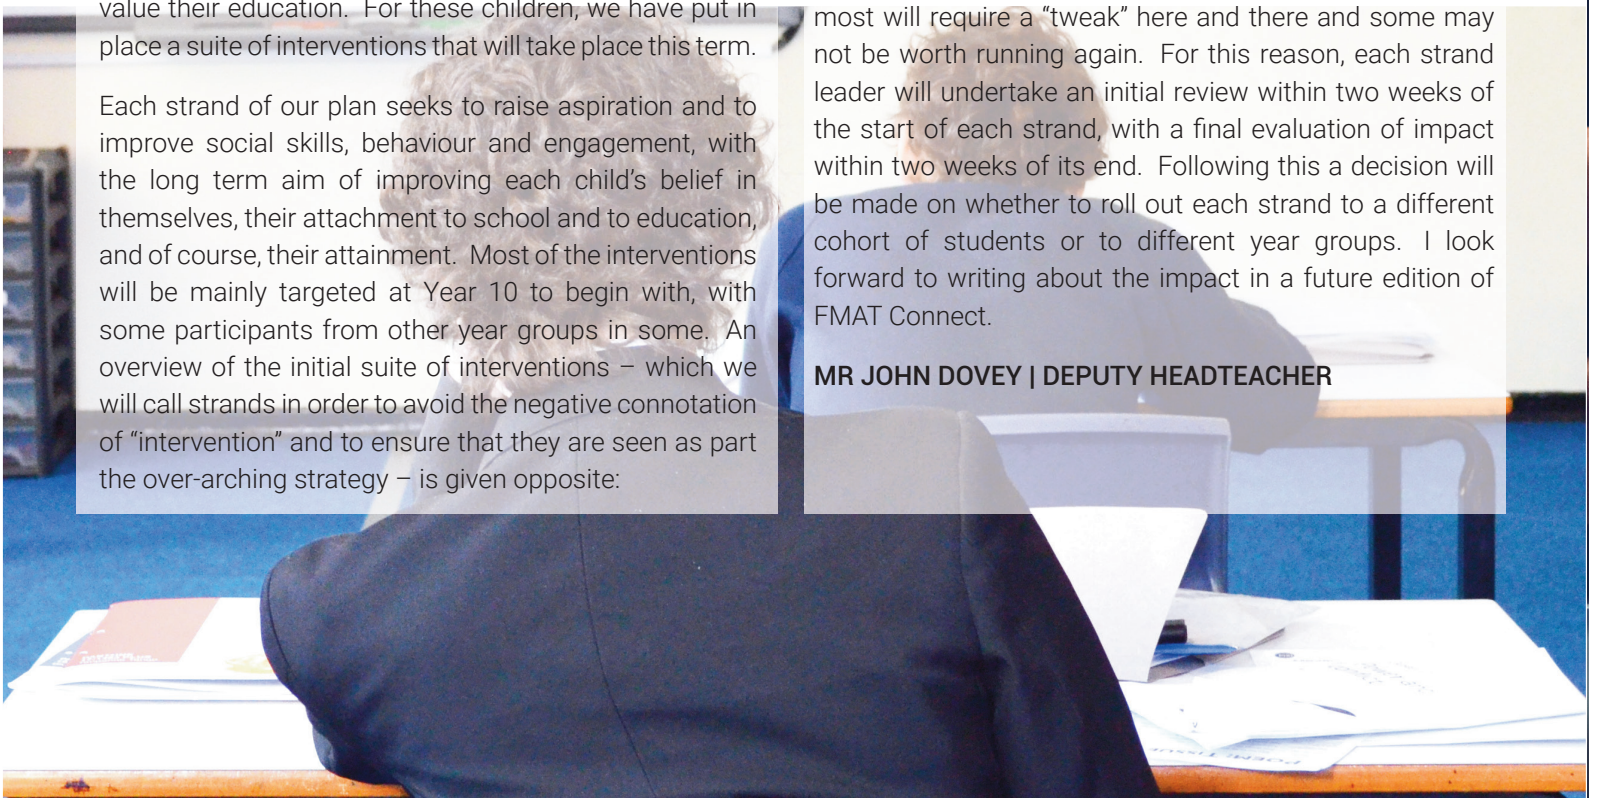 value their education. For these children, we have put in
place a suite of interventions that will take place this term.
Each strand of our plan seeks to raise aspiration and to
improve social skills, behaviour and engagement, with
the long term aim of improving each child's belief in
themselves, their attachment to school and to education,
and of course, their attainment. Most of the interventions
will be mainly targeted at Year 10 to begin with, with
some participants from other year groups in some. An
overview of the initial suite of interventions – which we
will call strands in order to avoid the negative connotation
of “intervention” and to ensure that they are seen as part
the over-arching strategy – is given opposite:
most will require a “tweak” here and there and some may
not be worth running again. For this reason, each strand
leader will undertake an initial review within two weeks of
the start of each strand, with a final evaluation of impact
within two weeks of its end. Following this a decision will
be made on whether to roll out each strand to a different
cohort of students or to different year groups. I look
forward to writing about the impact in a future edition of
FMAT Connect.
MR JOHN DOVEY | DEPUTY HEADTEACHER